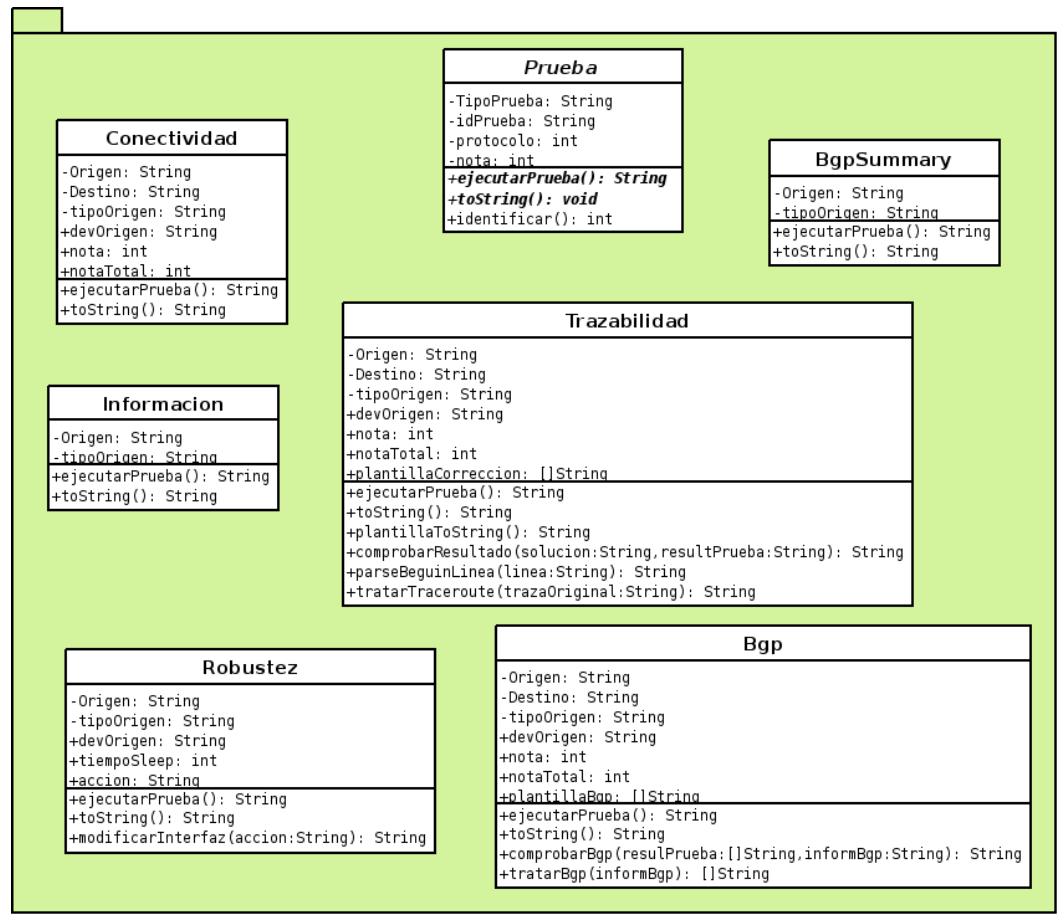 Prueba
-TipoPrueba: String
-idPrueba: String
-protocolo: int
-nota: int
+ejecutarPrueba(): String
+toString(): void
+identificar(): int
Conectividad
-Origen: String
-Destino: String
-tipoOrigen: String
+devOrigen: String
+nota: int
+notaTotal: int
+ejecutarPrueba(): String
+toString(): String
BgpSummary
-Origen: String
-tipoOrigen: String
+ejecutarPrueba(): String
+toString(): String
Trazabilidad
-Origen: String
-Destino: String
-tipoOrigen: String
+devOrigen: String
+nota: int
+notaTotal: int
+plantillaCorreccion: []String
+ejecutarPrueba(): String
+toString(): String
+plantillaToString(): String
+comprobarResultado(solucion:String,resultPrueba:String): String
+parseBeguinLinea(linea:String): String
+tratarTraceroute(trazaOriginal:String): String
Informacion
-Origen: String
-tipoOrigen: String
+ejecutarPrueba(): String
+toString(): String
Robustez
-Origen: String
-tipoOrigen: String
+devOrigen: String
+tiempoSleep: int
+accion: String
+ejecutarPrueba(): String
+toString(): String
+modificarInterfaz(accion:String): String
Bgp
-Origen: String
-Destino: String
-tipoOrigen: String
+devOrigen: String
+nota: int
+notaTotal: int
+plantillaBgp: []String
+ejecutarPrueba(): String
+toString(): String
+comprobarBgp(resulPrueba:[]String,informBgp:String): String
+tratarBgp(informBgp): []String